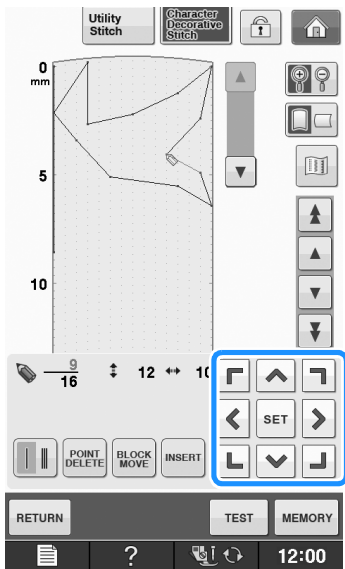 Utility
Stitch
Character
Decorative
Stitch
0
mm
5
10
9
16
12
10
SET
POINT
DELETE
BLOCK
MOVE
INSERT
RETURN
TEST
MEMORY
?
12:00